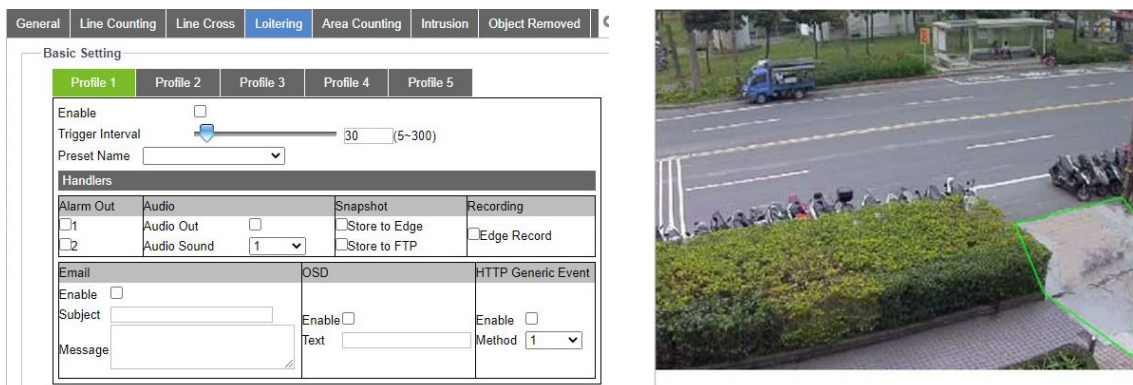 General Line Counting Line Cross Loitering Area Counting Intrusion Object Removed
Basic Setting
Profile 1 Profile 2 Profile 3 Profile 4 Profile 5
Enable
Trigger Interval 30 (5~300)
Preset Name
Handlers
Alarm Out Audio Snapshot Recording
1 Audio Out Store to Edge
Edge Record
2 Audio Sound 1 Store to FTP
Email OSD HTTP Generic Event
Enable
Subject
Enable Enable
Text Method 1
Message